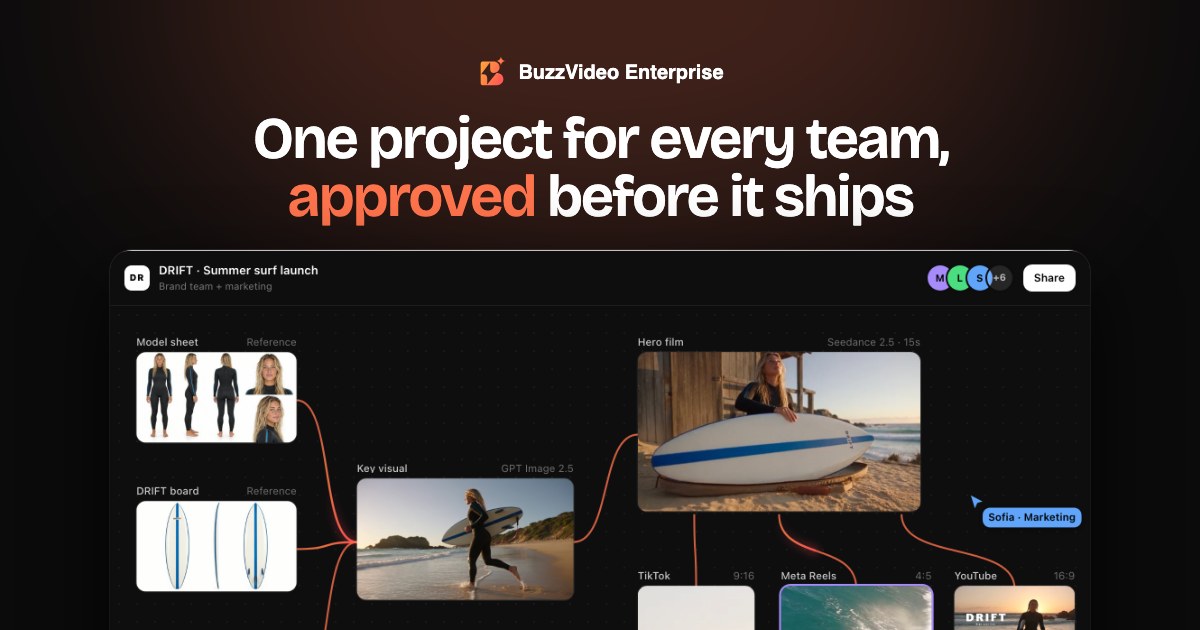 BuzzVideo Enterprise
One project for every team,
approved before it ships
DR
DRIFT · Summer surf launch
Brand team + marketing
M
L
S
+6
Share
Model sheet
Reference
Hero film
Seedance 2.5 · 15s
Key visual
GPT Image 2.5
DRIFT board
Reference
Sofia · Marketing
TikTok
9:16
Meta Reels
4:5
YouTube
16:9
DRIFT